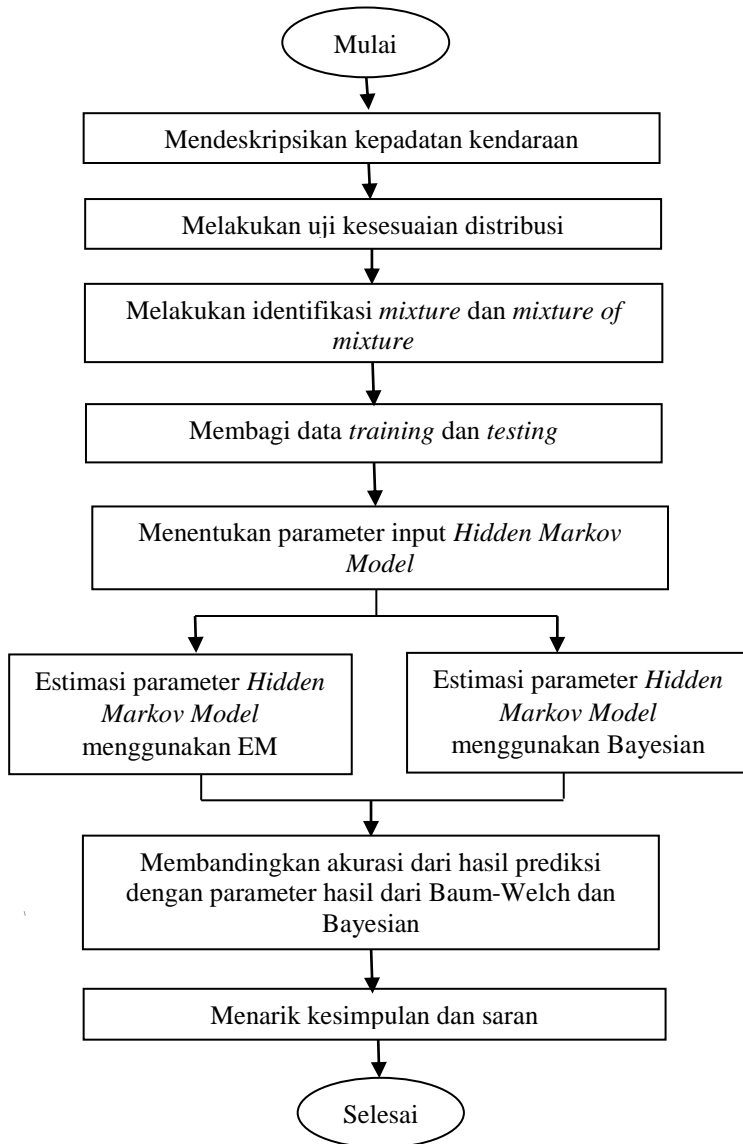 Mulai
Mendeskripsikan kepadatan kendaraan
Melakukan uji kesesuaian distribusi
Melakukan identifikasi mixture dan mixture of
mixture
Membagi data training dan testing
Menentukan parameter input Hidden Markov
Model
Estimasi parameter Hidden
Markov Model
menggunakan EM
Estimasi parameter Hidden
Markov Model
menggunakan Bayesian
Membandingkan akurasi dari hasil prediksi
dengan parameter hasil dari Baum-Welch dan
Bayesian
Menarik kesimpulan dan saran
Selesai